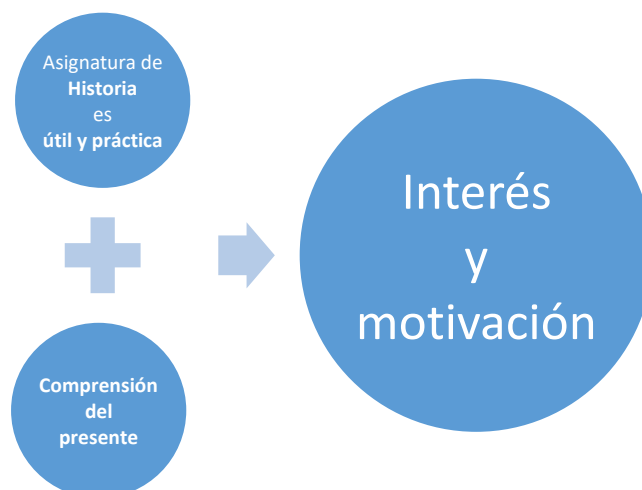 Asignatura de
Historia
es
útil y práctica
Comprensión
del
presente
Interés
y
motivación